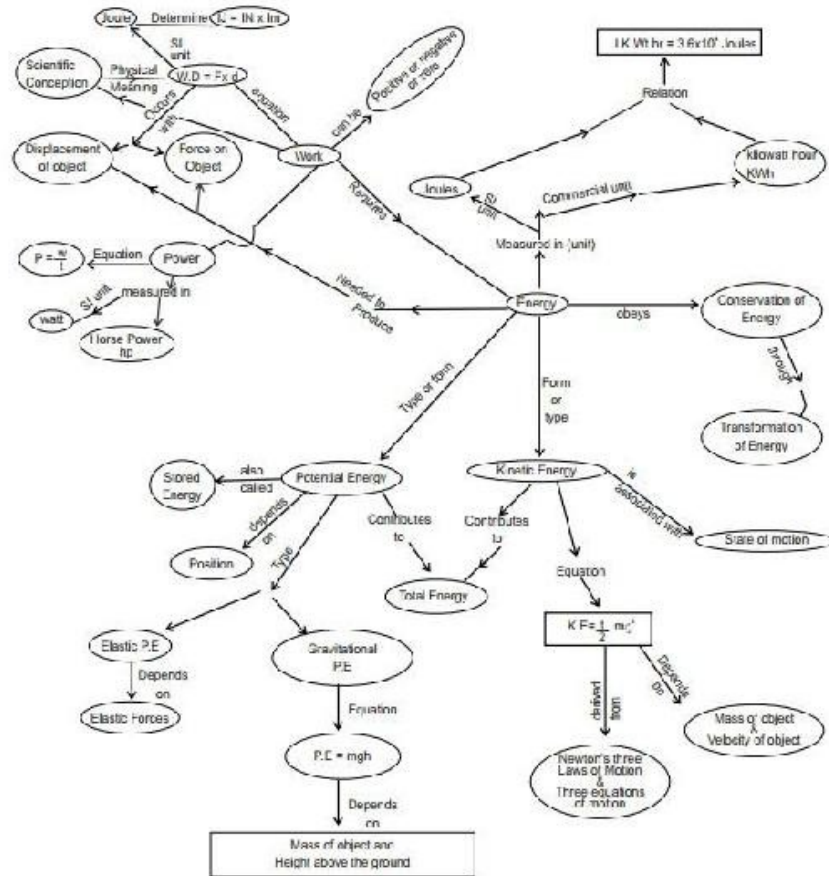 Joule
Determine
IJ = IN x Im
SI
unit
Scientific
Conception
Physical
Meaning
W.D = F x d
equation
Occurs
with
Positive or negative
or zero
can be
Displacement
of object
Force on
Object
Work
Requires
1 K Wt hr = 3.6x10⁶ Joules
Relation
Joules
kilowatt hour
KWh
SI
unit
Commercial unit
Measured in (unit)
P = w/t
Equation
Power
SI unit
measured in
watt
Horse Power
hp
Needed to
produce
Energy
obeys
Conservation of
Energy
through
Transformation
of Energy
Type or form
Form
or
type
Stored
Energy
also
called
Potential Energy
Kinetic Energy
is
associated with
State of motion
depends
on
Position
Type
Contributes
to
Contributes
to
Total Energy
Equation
Elastic P.E
Depends
on
Elastic Forces
Gravitational
P.E
Equation
P.E = mgh
Depends
on
Mass of object and
Height above the ground
K E = 1/2
derived
from
Depends
on
Newton's three
Laws of Motion
&
Three equations
of motion
Mass of object
&
Velocity of object